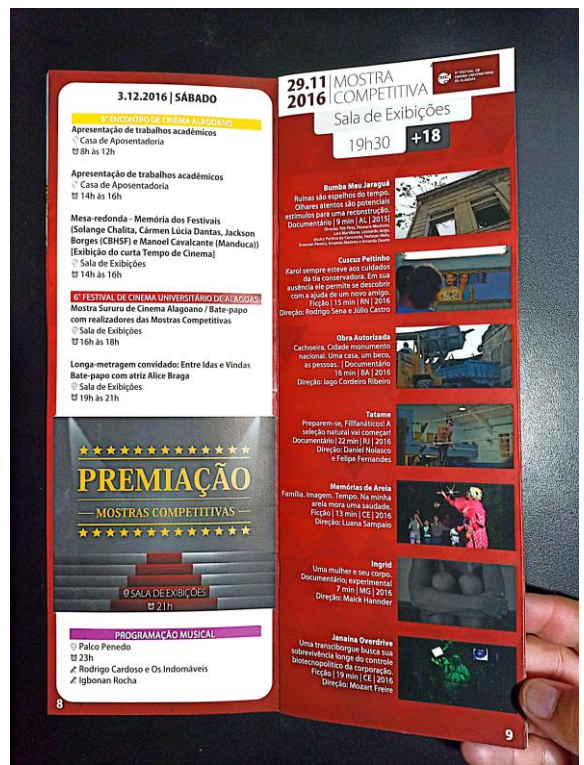 3.12.2016 | SÁBADO
6° ENCONTRO DE CINEMA ALAGOANO
Apresentação de trabalhos acadêmicos
Casa de Aposentadoria
8h às 12h
Apresentação de trabalhos acadêmicos
Casa de Aposentadoria
14h às 16h
Mesa-redonda - Memória dos Festivais
(Solange Chalita, Cármen Lúcia Dantas, Jackson
Borges (CBHSF) e Manoel Cavalcante (Manduca))
[Exibição do curta Tempo de Cinema]
Sala de Exibições
14h às 16h
6° FESTIVAL DE CINEMA UNIVERSITÁRIO DE ALAGOAS
Mostra Sururu de Cinema Alagoano / Bate-papo
com realizadores das Mostras Competitivas
Sala de Exibições
16h às 18h
Longa-metragem convidado: Entre Idas e Vindas
Bate-papo com atriz Alice Braga
Sala de Exibições
19h às 21h
PREMIAÇÃO
MOSTRAS COMPETITIVAS
SALA DE EXIBIÇÕES
21h
PROGRAMAÇÃO MUSICAL
Palco Penedo
23h
Rodrigo Cardoso e Os Indomáveis
Igbonan Rocha
8
29.11
2016
MOSTRA
COMPETITIVA
6° FESTIVAL DE
CINEMA UNIVERSITÁRIO
DE ALAGOAS
Sala de Exibições
19h30
+18
Bumba Meu Jaraguá
Ruínas são espelhos do tempo.
Olhares atentos são potenciais
estímulos para uma reconstrução.
Documentário | 9 min | AL | 2015|
Cuscuz Peitinho
Karol sempre esteve aos cuidados
da tia conservadora. Em sua
ausência ele permite se descobrir
com a ajuda de um novo amigo.
Ficção | 15 min | RN | 2016
Direção: Rodrigo Sena e Júlio Castro
Obra Autorizada
Cachoeira, Cidade monumento
nacional. Uma casa, um beco,
as pessoas. | Documentário
16 min | BA | 2016
Direção: Iago Cordeiro Ribeiro
Tatame
Preparem-se, Fillfanáticos! A
seleção natural vai começar!
Documentário | 22 min | RJ | 2016
Direção: Daniel Nolasco
e Felipe Fernandes
Memórias de Areia
Família. Imagem. Tempo. Na minha
areia mora uma saudade.
Ficção | 13 min | CE | 2016
Direção: Luana Sampaio
Ingrid
Uma mulher e seu corpo.
Documentário; experimental
7 min | MG | 2016
Direção: Maick Hannder
Janaina Overdrive
Uma transciborgue busca sua
sobrevivência longe do controle
biotecnopolítico da corporação.
Ficção | 19 min | CE | 2016
Direção: Mozart Freire
9